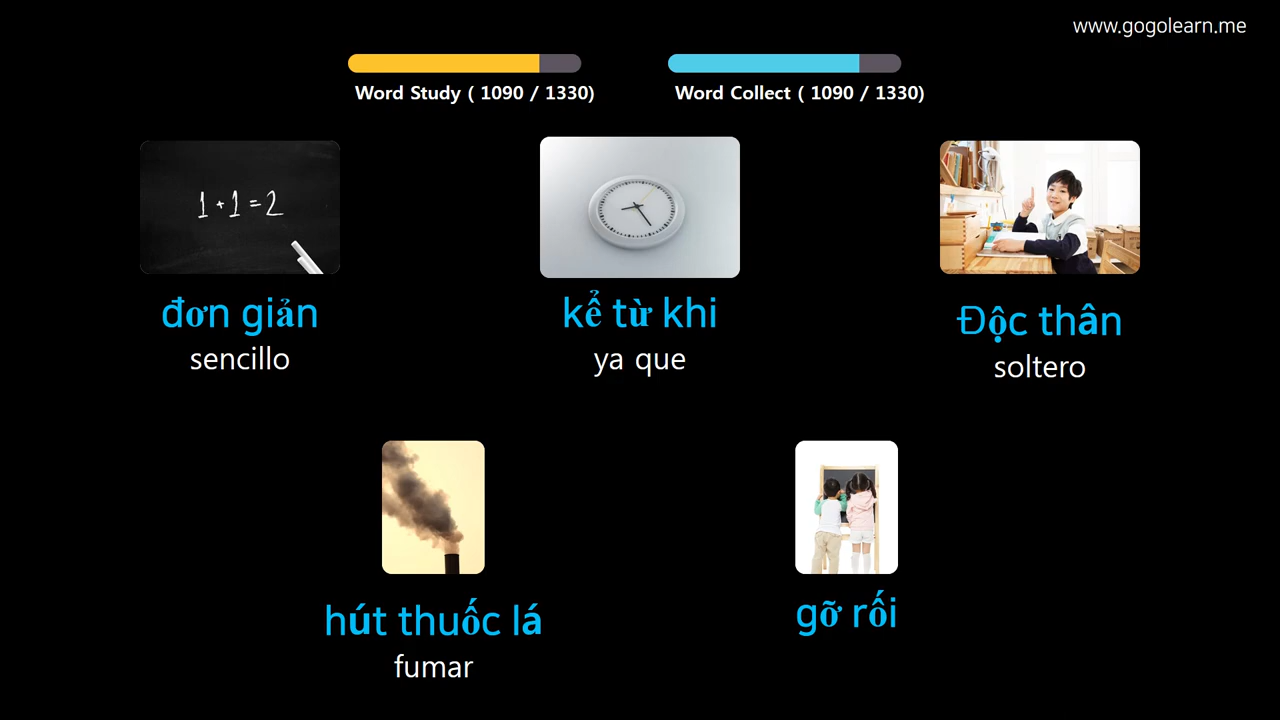 www.gogolearn.me
Word Study ( 1090 / 1330)
Word Collect ( 1090 / 1330)
1 + 1 = 2
đơn giản
sencillo
kể từ khi
ya que
Độc thân
soltero
hút thuốc lá
fumar
gỡ rối